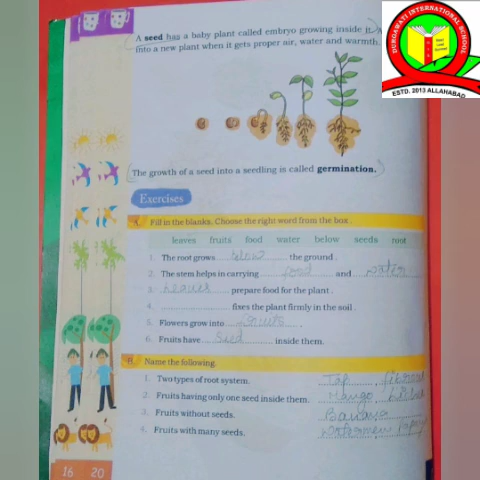 DURGAWATI INTERNATIONAL SCHOOL
ESTD. 2013 ALLAHABAD
A seed has a baby plant called embryo growing inside it.
into a new plant when it gets proper air, water and warmth.
The growth of a seed into a seedling is called germination.
Exercises
A. Fill in the blanks. Choose the right word from the box.
leaves fruits food water below seeds root
1. The root grows below the ground.
2. The stem helps in carrying food and water
3. leaves prepare food for the plant.
4. .................... fixes the plant firmly in the soil.
5. Flowers grow into fruits.
6. Fruits have seed inside them.
B. Name the following.
1. Two types of root system. Tap, fibrous
2. Fruits having only one seed inside them. Mango,
3. Fruits without seeds. Banana
4. Fruits with many seeds.
16 20